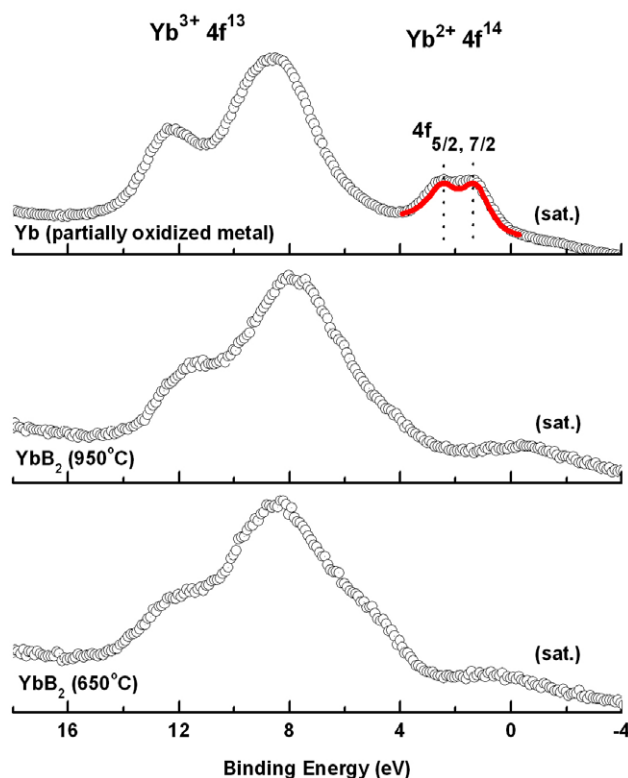 Yb³⁺ 4f¹³ Yb²⁺ 4f¹⁴
4f₅/₂, ₇/₂
(sat.)
Yb (partially oxidized metal)
(sat.)
YbB₂ (950°C)
(sat.)
YbB₂ (650°C)
16 12 8 4 0 -4
Binding Energy (eV)